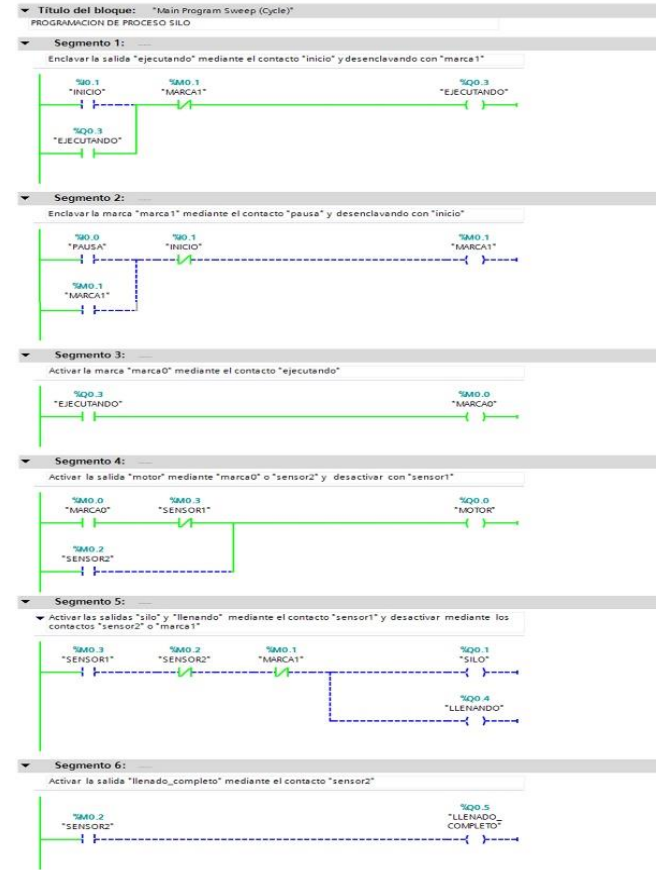 Título del bloque: "Main Program Sweep (Cycle)"
PROGRAMACION DE PROCESO SILO
Segmento 1: ....
Enclavar la salida "ejecutando" mediante el contacto "inicio" y desenclavando con "marca1"
%I0.1 %M0.1 %Q0.3
"INICIO" "MARCA1" "EJECUTANDO"
%Q0.3
"EJECUTANDO"
Segmento 2: ....
Enclavar la marca "marca1" mediante el contacto "pausa" y desenclavando con "inicio"
%I0.0 %I0.1 %M0.1
"PAUSA" "INICIO" "MARCA1"
%M0.1
"MARCA1"
Segmento 3: ....
Activar la marca "marca0" mediante el contacto "ejecutando"
%Q0.3 %M0.0
"EJECUTANDO" "MARCA0"
Segmento 4: ....
Activar la salida "motor" mediante "marca0" o "sensor2" y desactivar con "sensor1"
%M0.0 %M0.3 %Q0.0
"MARCA0" "SENSOR1" "MOTOR"
%M0.2
"SENSOR2"
Segmento 5: ....
Activar las salidas "silo" y "llenando" mediante el contacto "sensor1" y desactivar mediante los
contactos "sensor2" o "marca1"
%M0.3 %M0.2 %M0.1 %Q0.1
"SENSOR1" "SENSOR2" "MARCA1" "SILO"
%Q0.4
"LLENANDO"
Segmento 6: ....
Activar la salida "llenado_completo" mediante el contacto "sensor2"
%M0.2 %Q0.5
"SENSOR2" "LLENADO_
COMPLETO"